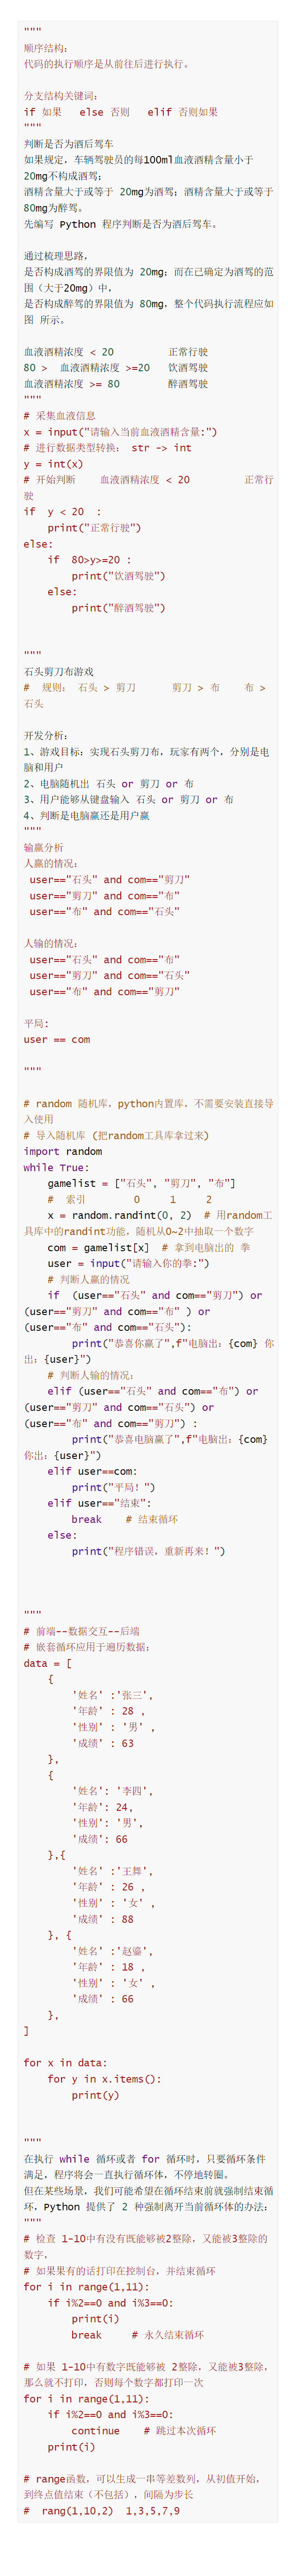 """
顺序结构:
代码的执行顺序是从前往后进行执行。
分支结构关键词:
if 如果   else 否则   elif 否则如果
"""
判断是否为酒后驾车
如果规定，车辆驾驶员的每100ml血液酒精含量小于
20mg不构成酒驾;
酒精含量大于或等于 20mg为酒驾; 酒精含量大于或等于
80mg为醉驾。
先编写 Python 程序判断是否为酒后驾车。
通过梳理思路,
是否构成酒驾的界限值为 20mg; 而在已确定为酒驾的范
围（大于20mg）中,
是否构成醉驾的界限值为 80mg，整个代码执行流程应如
图 所示。
血液酒精浓度 < 20         正常行驶
80 >  血液酒精浓度 >=20   饮酒驾驶
血液酒精浓度 >= 80        醉酒驾驶
"""
# 采集血液信息
x = input("请输入当前血液酒精含量:")
# 进行数据类型转换:  str -> int
y = int(x)
# 开始判断    血液酒精浓度 < 20         正常行
驶
if  y < 20  :
    print("正常行驶")
else:
    if  80>y>=20 :
        print("饮酒驾驶")
    else:
        print("醉酒驾驶")
"""
石头剪刀布游戏
#  规则:  石头 > 剪刀      剪刀 > 布    布 >
石头
开发分析:
1、游戏目标: 实现石头剪刀布，玩家有两个，分别是电
脑和用户
2、电脑随机出 石头 or 剪刀 or 布
3、用户能够从键盘输入 石头 or 剪刀 or 布
4、判断是电脑赢还是用户赢
"""
输赢分析
人赢的情况:
 user=="石头" and com=="剪刀"
 user=="剪刀" and com=="布"
 user=="布" and com=="石头"
人输的情况:
 user=="石头" and com=="布"
 user=="剪刀" and com=="石头"
 user=="布" and com=="剪刀"
平局:
user == com
"""
# random 随机库，python内置库，不需要安装直接导
入使用
# 导入随机库 (把random工具库拿过来)
import random
while True:
    gamelist = ["石头", "剪刀", "布"]
    #  索引        0     1     2
    x = random.randint(0, 2)  # 用random工
具库中的randint功能，随机从0~2中抽取一个数字
    com = gamelist[x]  # 拿到电脑出的 拳
    user = input("请输入你的拳:")
    # 判断人赢的情况
    if  (user=="石头" and com=="剪刀") or
(user=="剪刀" and com=="布" ) or
(user=="布" and com=="石头"):
        print("恭喜你赢了",f"电脑出: {com} 你
出: {user}")
    # 判断人输的情况:
    elif (user=="石头" and com=="布") or
(user=="剪刀" and com=="石头") or
(user=="布" and com=="剪刀") :
        print("恭喜电脑赢了",f"电脑出: {com}
你出: {user}")
    elif user==com:
        print("平局! ")
    elif user=="结束":
        break    # 结束循环
    else:
        print("程序错误，重新再来! ")
"""
# 前端--数据交互--后端
# 嵌套循环应用于遍历数据:
data = [
    {
        '姓名' :'张三',
        '年龄' : 28 ,
        '性别' : '男' ,
        '成绩' : 63
    },
    {
        '姓名': '李四',
        '年龄': 24,
        '性别': '男',
        '成绩': 66
    },{
        '姓名' :'王舞',
        '年龄' : 26 ,
        '性别' : '女' ,
        '成绩' : 88
    }, {
        '姓名' :'赵鎏',
        '年龄' : 18 ,
        '性别' : '女' ,
        '成绩' : 66
    },
]
for x in data:
    for y in x.items():
        print(y)
"""
在执行 while 循环或者 for 循环时，只要循环条件
满足，程序将会一直执行循环体，不停地转圈。
但在某些场景，我们可能希望在循环结束前就强制结束循
环，Python 提供了 2 种强制离开当前循环体的办法:
"""
# 检查 1-10中有没有既能够被2整除，又能被3整除的
数字,
# 如果果有的话打印在控制台，并结束循环
for i in range(1,11):
    if i%2==0 and i%3==0:
        print(i)
        break     # 永久结束循环
# 如果 1-10中有数字既能够被 2整除，又能被3整除,
那么就不打印，否则每个数字都打印一次
for i in range(1,11):
    if i%2==0 and i%3==0:
        continue    # 跳过本次循环
    print(i)
# range函数，可以生成一串等差数列，从初值开始,
到终点值结束（不包括），间隔为步长
#  rang(1,10,2)  1,3,5,7,9